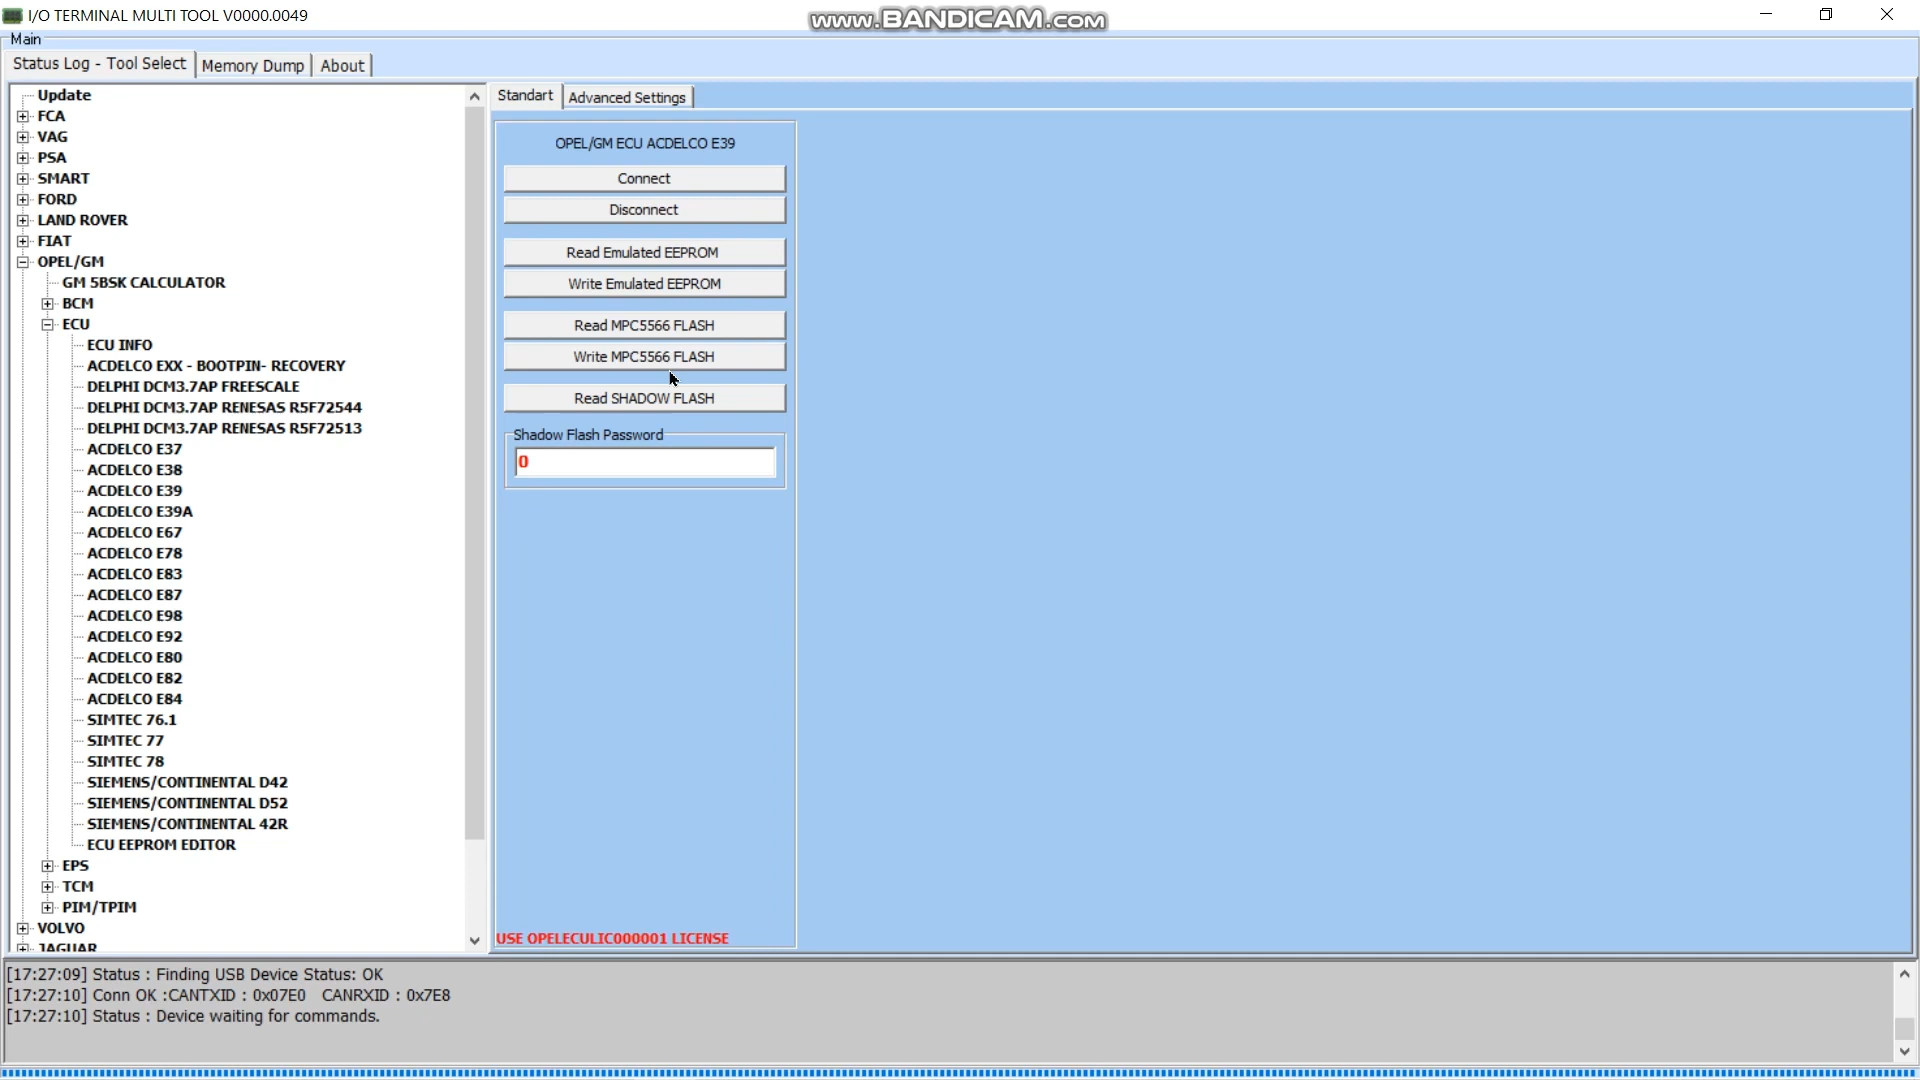 I/O TERMINAL MULTI TOOL V0000.0049
www.BANDICAM.com
Main
Status Log - Tool Select
Memory Dump
About
Update
FCA
VAG
PSA
SMART
FORD
LAND ROVER
FIAT
OPEL/GM
GM 5BSK CALCULATOR
BCM
ECU
ECU INFO
ACDELCO EXX - BOOTPIN- RECOVERY
DELPHI DCM3.7AP FREESCALE
DELPHI DCM3.7AP RENESAS R5F72544
DELPHI DCM3.7AP RENESAS R5F72513
ACDELCO E37
ACDELCO E38
ACDELCO E39
ACDELCO E39A
ACDELCO E67
ACDELCO E78
ACDELCO E83
ACDELCO E87
ACDELCO E98
ACDELCO E92
ACDELCO E80
ACDELCO E82
ACDELCO E84
SIMTEC 76.1
SIMTEC 77
SIMTEC 78
SIEMENS/CONTINENTAL D42
SIEMENS/CONTINENTAL D52
SIEMENS/CONTINENTAL 42R
ECU EEPROM EDITOR
EPS
TCM
PIM/TPIM
VOLVO
JAGUAR
Standart
Advanced Settings
OPEL/GM ECU ACDELCO E39
Connect
Disconnect
Read Emulated EEPROM
Write Emulated EEPROM
Read MPC5566 FLASH
Write MPC5566 FLASH
Read SHADOW FLASH
Shadow Flash Password
0
USE OPELECULIC000001 LICENSE
[17:27:09] Status : Finding USB Device Status: OK
[17:27:10] Conn OK :CANTXID : 0x07E0 CANRXID : 0x7E8
[17:27:10] Status : Device waiting for commands.